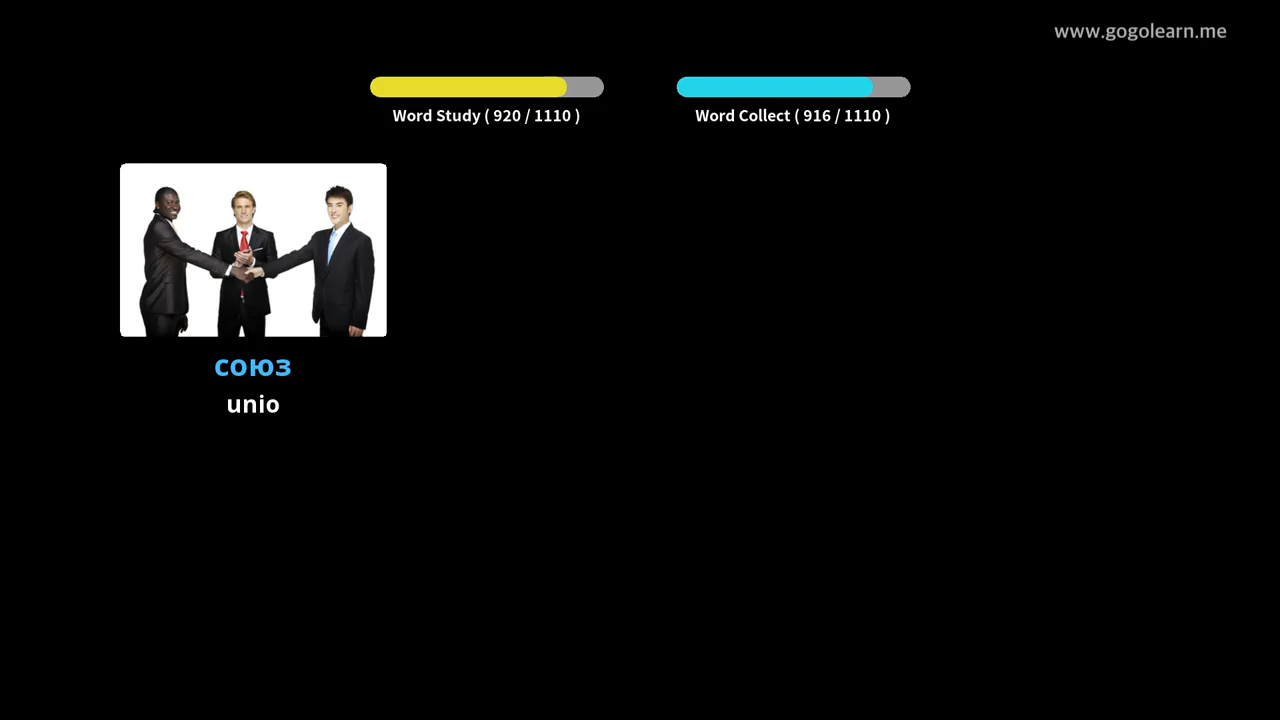 www.gogolearn.me
Word Study ( 920 / 1110 )
Word Collect ( 916 / 1110 )
союз
unio